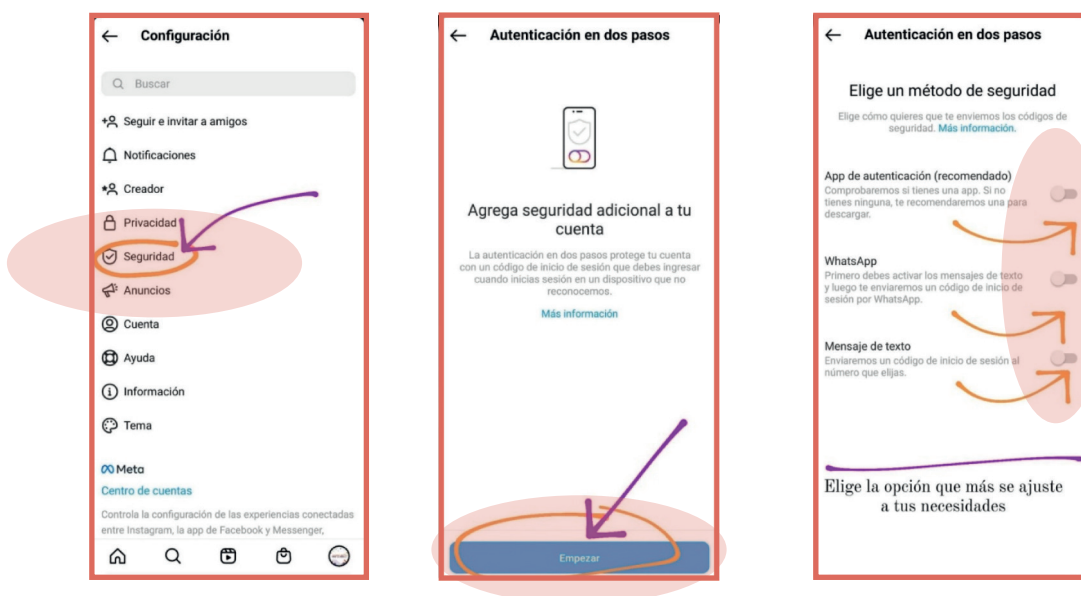 Configuración
Buscar
Seguir e invitar a amigos
Notificaciones
Creador
Privacidad
Seguridad
Anuncios
Cuenta
Ayuda
Información
Tema
Meta
Centro de cuentas
Controla la configuración de las experiencias conectadas
entre Instagram, la app de Facebook y Messenger,
Autenticación en dos pasos
Agrega seguridad adicional a tu
cuenta
La autenticación en dos pasos protege tu cuenta
con un código de inicio de sesión que debes ingresar
cuando inicias sesión en un dispositivo que no
reconocemos.
Más información
Empezar
Autenticación en dos pasos
Elige un método de seguridad
Elige cómo quieres que te enviemos los códigos de
seguridad. Más información.
App de autenticación (recomendado)
Comprobaremos si tienes una app. Si no
tienes ninguna, te recomendaremos una para
descargar.
WhatsApp
Primero debes activar los mensajes de texto
y luego te enviaremos un código de inicio de
sesión por WhatsApp.
Mensaje de texto
Enviaremos un código de inicio de sesión al
número que elijas.
Elige la opción que más se ajuste
a tus necesidades